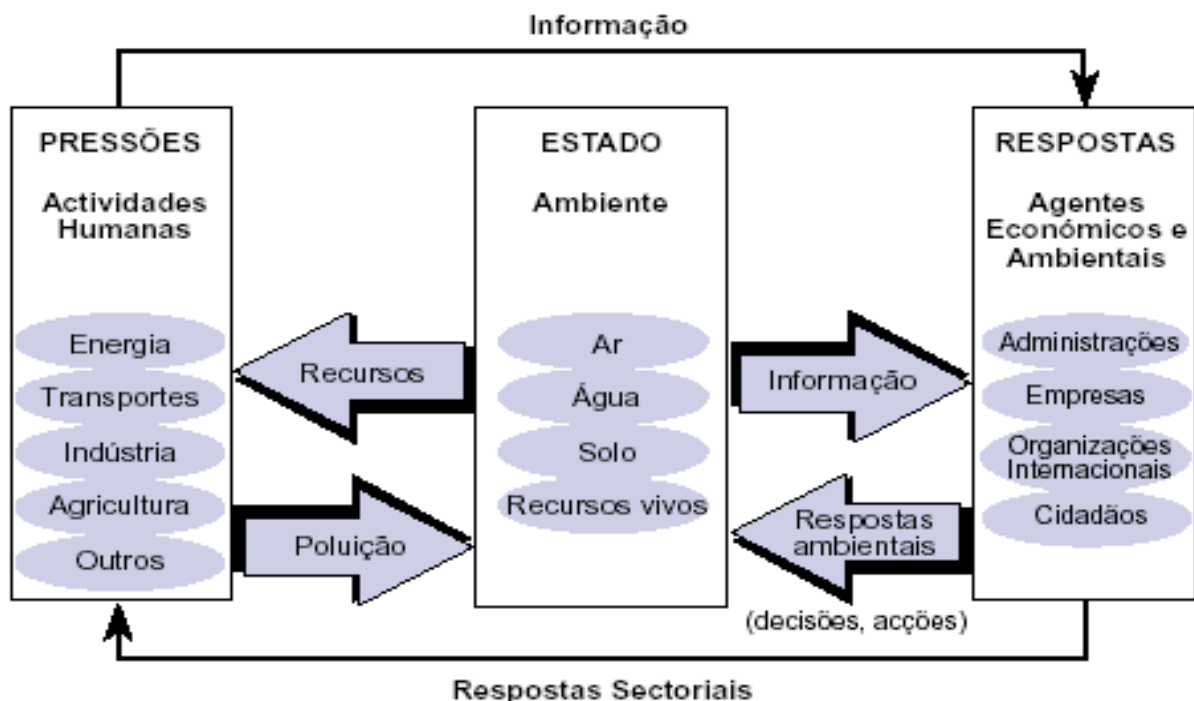 Informação
PRESSÕES
Actividades
Humanas
Energia
Transportes
Indústria
Agricultura
Outros
Recursos
Poluição
ESTADO
Ambiente
Ar
Água
Solo
Recursos vivos
Informação
Respostas
ambientais
(decisões, acções)
RESPOSTAS
Agentes
Económicos e
Ambientais
Administrações
Empresas
Organizações
Internacionais
Cidadãos
Respostas Sectoriais